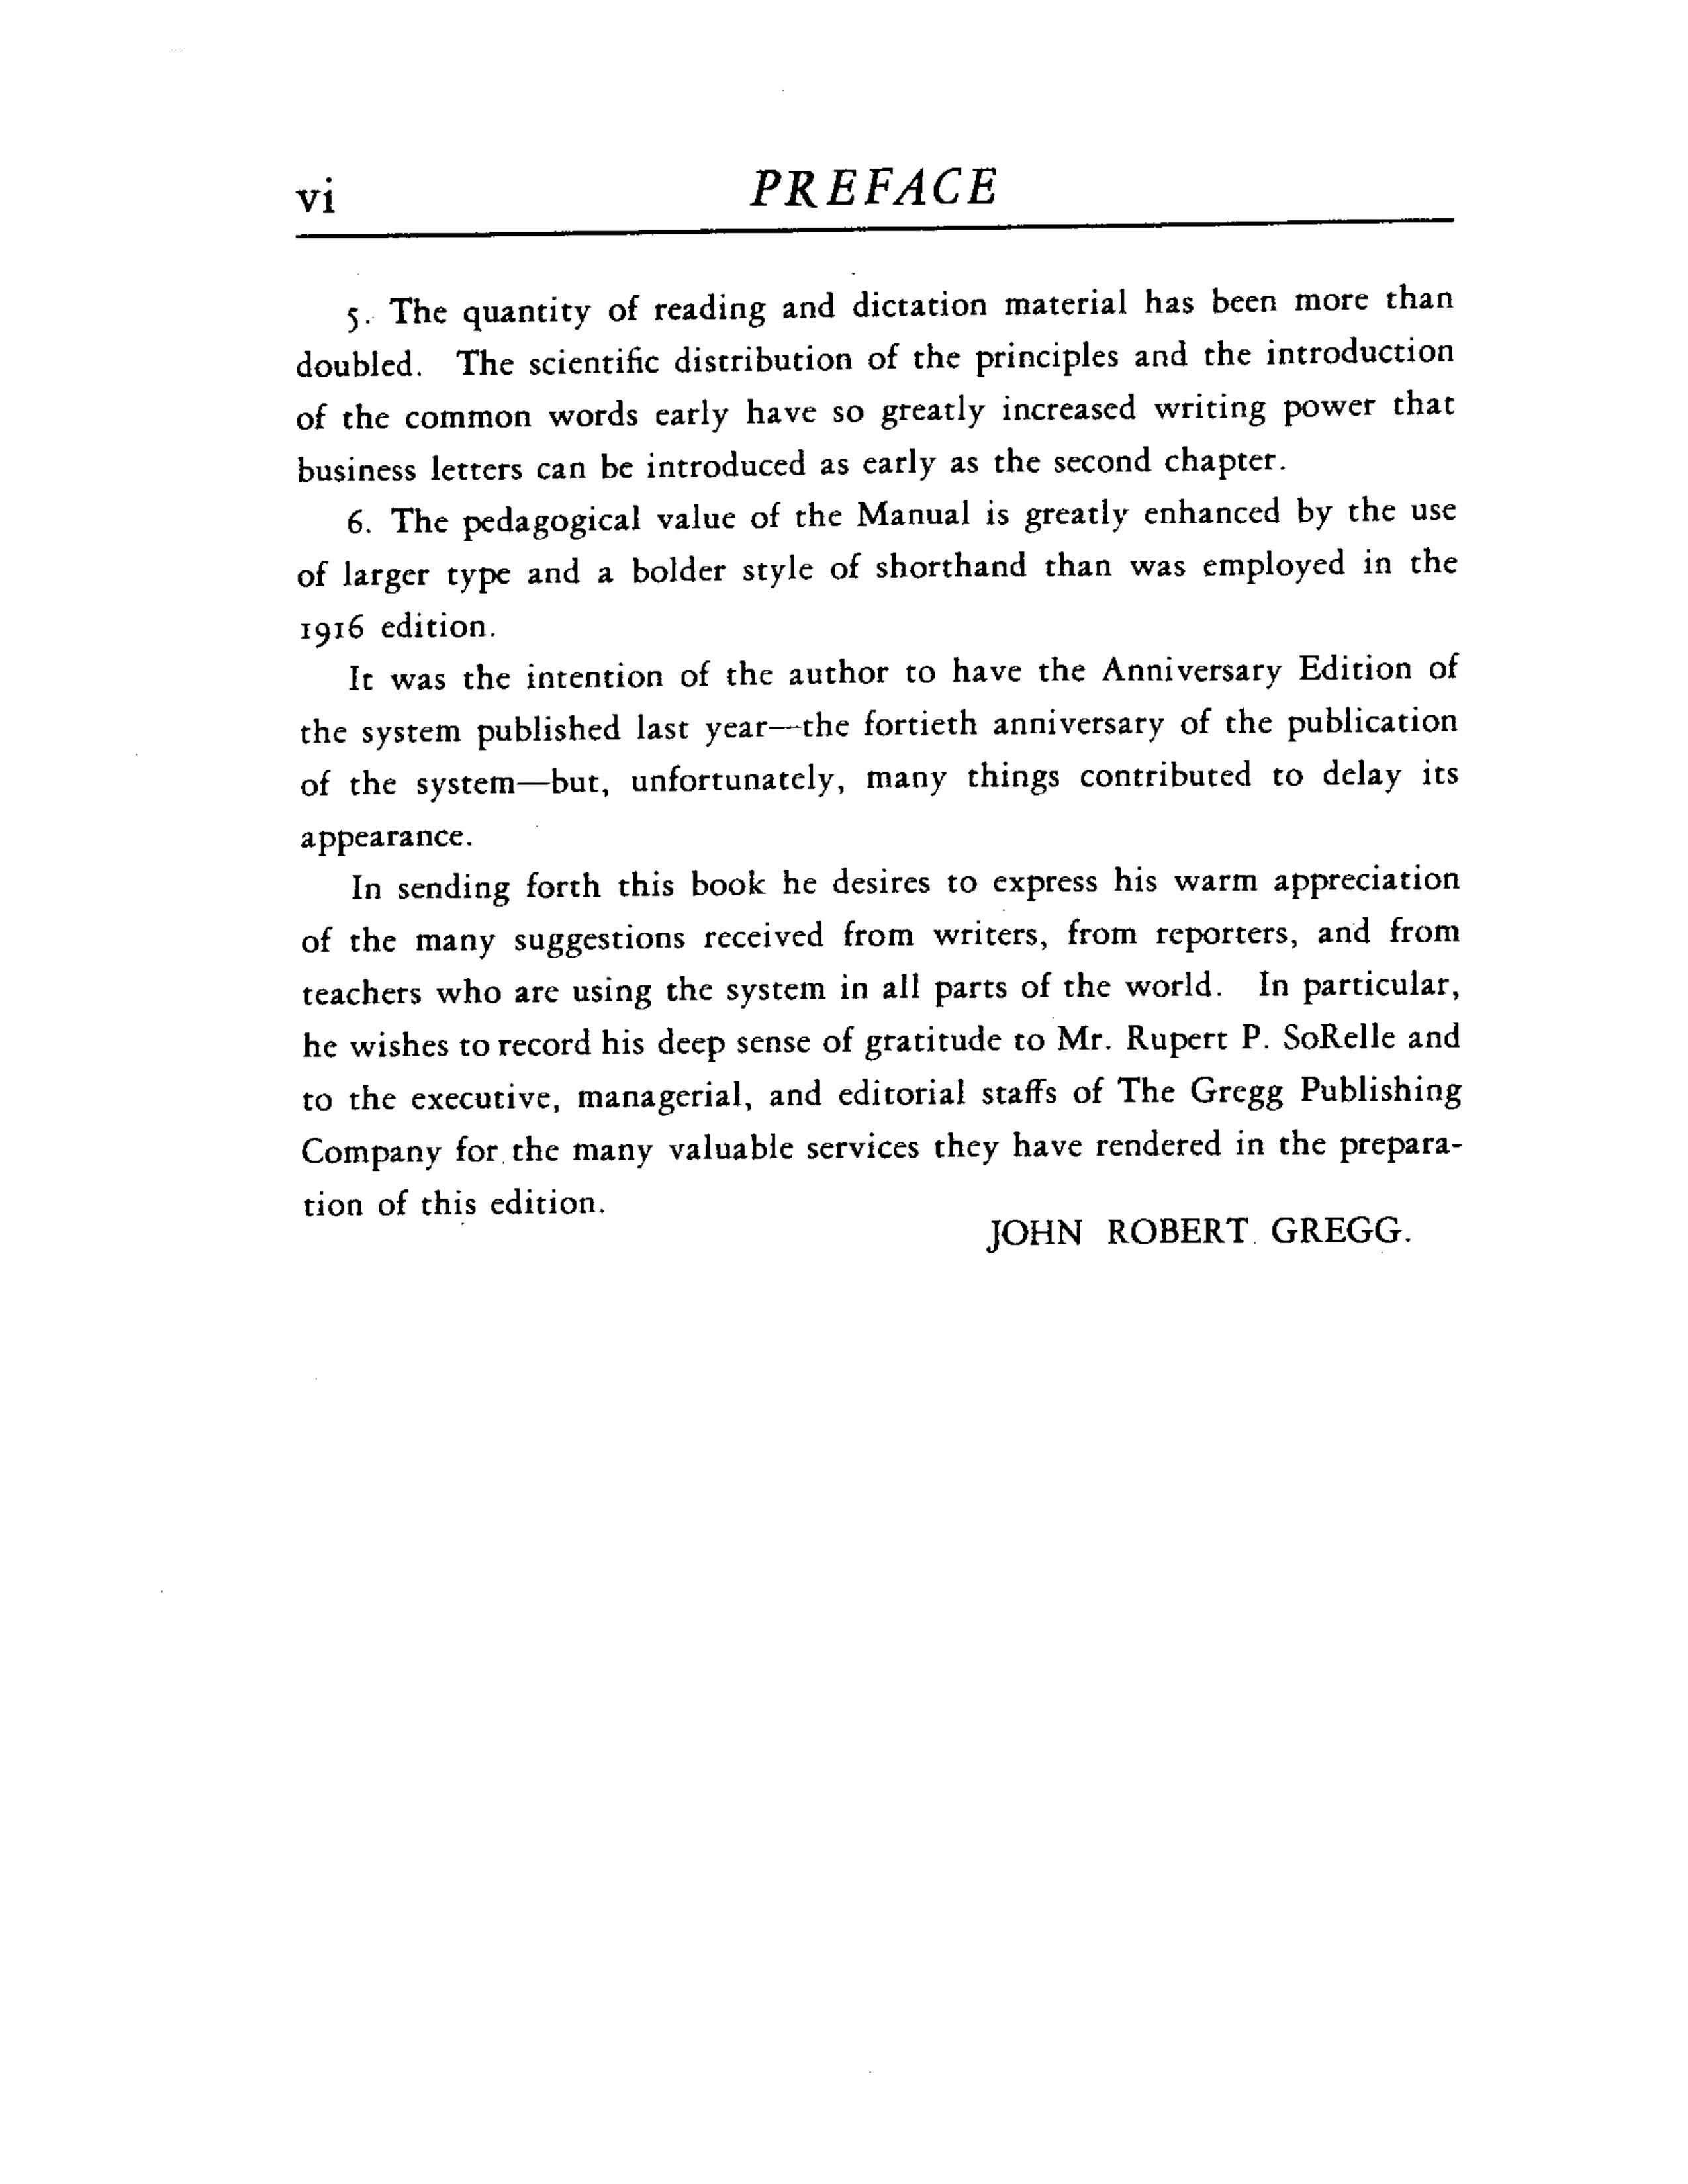 vi PREFACE
5. The quantity of reading and dictation material has been more than
doubled. The scientific distribution of the principles and the introduction
of the common words early have so greatly increased writing power that
business letters can be introduced as early as the second chapter.
6. The pedagogical value of the Manual is greatly enhanced by the use
of larger type and a bolder style of shorthand than was employed in the
1916 edition.
It was the intention of the author to have the Anniversary Edition of
the system published last year—the fortieth anniversary of the publication
of the system—but, unfortunately, many things contributed to delay its
appearance.
In sending forth this book he desires to express his warm appreciation
of the many suggestions received from writers, from reporters, and from
teachers who are using the system in all parts of the world. In particular,
he wishes to record his deep sense of gratitude to Mr. Rupert P. SoRelle and
to the executive, managerial, and editorial staffs of The Gregg Publishing
Company for the many valuable services they have rendered in the prepara-
tion of this edition.
JOHN ROBERT GREGG.